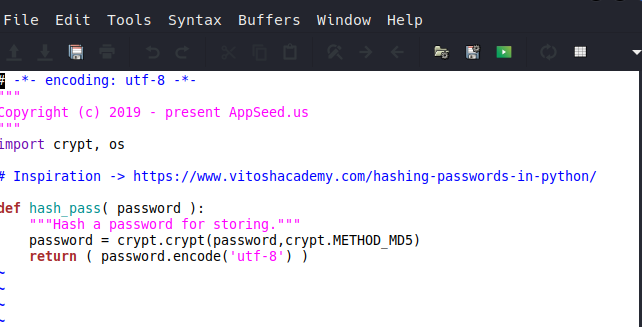 File Edit Tools Syntax Buffers Window Help
# -*- encoding: utf-8 -*-
"""
Copyright (c) 2019 - present AppSeed.us
"""
import crypt, os
# Inspiration -> https://www.vitoshacademy.com/hashing-passwords-in-python/
def hash_pass( password ):
    """Hash a password for storing."""
    password = crypt.crypt(password,crypt.METHOD_MD5)
    return ( password.encode('utf-8') )
~
~
~
~